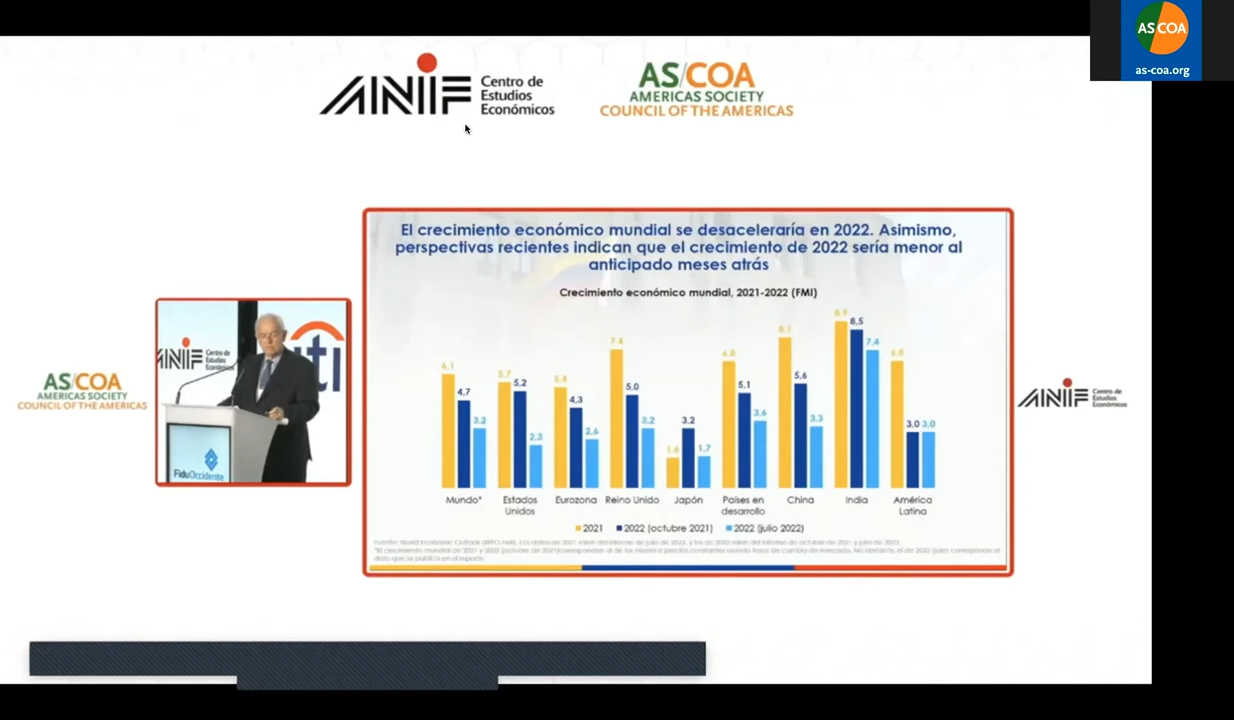 AS COA
as-coa.org
ANIF Centro de
Estudios
Económicos
AS/COA
AMERICAS SOCIETY
COUNCIL OF THE AMERICAS
El crecimiento económico mundial se desaceleraría en 2022. Asimismo,
perspectivas recientes indican que el crecimiento de 2022 sería menor al
anticipado meses atrás
Crecimiento económico mundial, 2021-2022 (FMI)
6,1 4,7 3,2
5,7 5,2 2,3
5,4 4,3 2,6
7,4 5,0 3,2
3,2 1,7
6,8 5,1 3,6
8,1 5,6 3,3
8,9 8,5 7,4
6,8 3,0 3,0
Mundo* Estados Unidos Eurozona Reino Unido Japón Países en desarrollo China India América Latina
2021 2022 (octubre 2021) 2022 (julio 2022)
Fuente: World Economic Outlook
AS/COA
AMERICAS SOCIETY
COUNCIL OF THE AMERICAS
ANIF Centro de
Estudios
Económicos
citi
FiduOccidente
ANIF Centro de
Estudios
Económicos